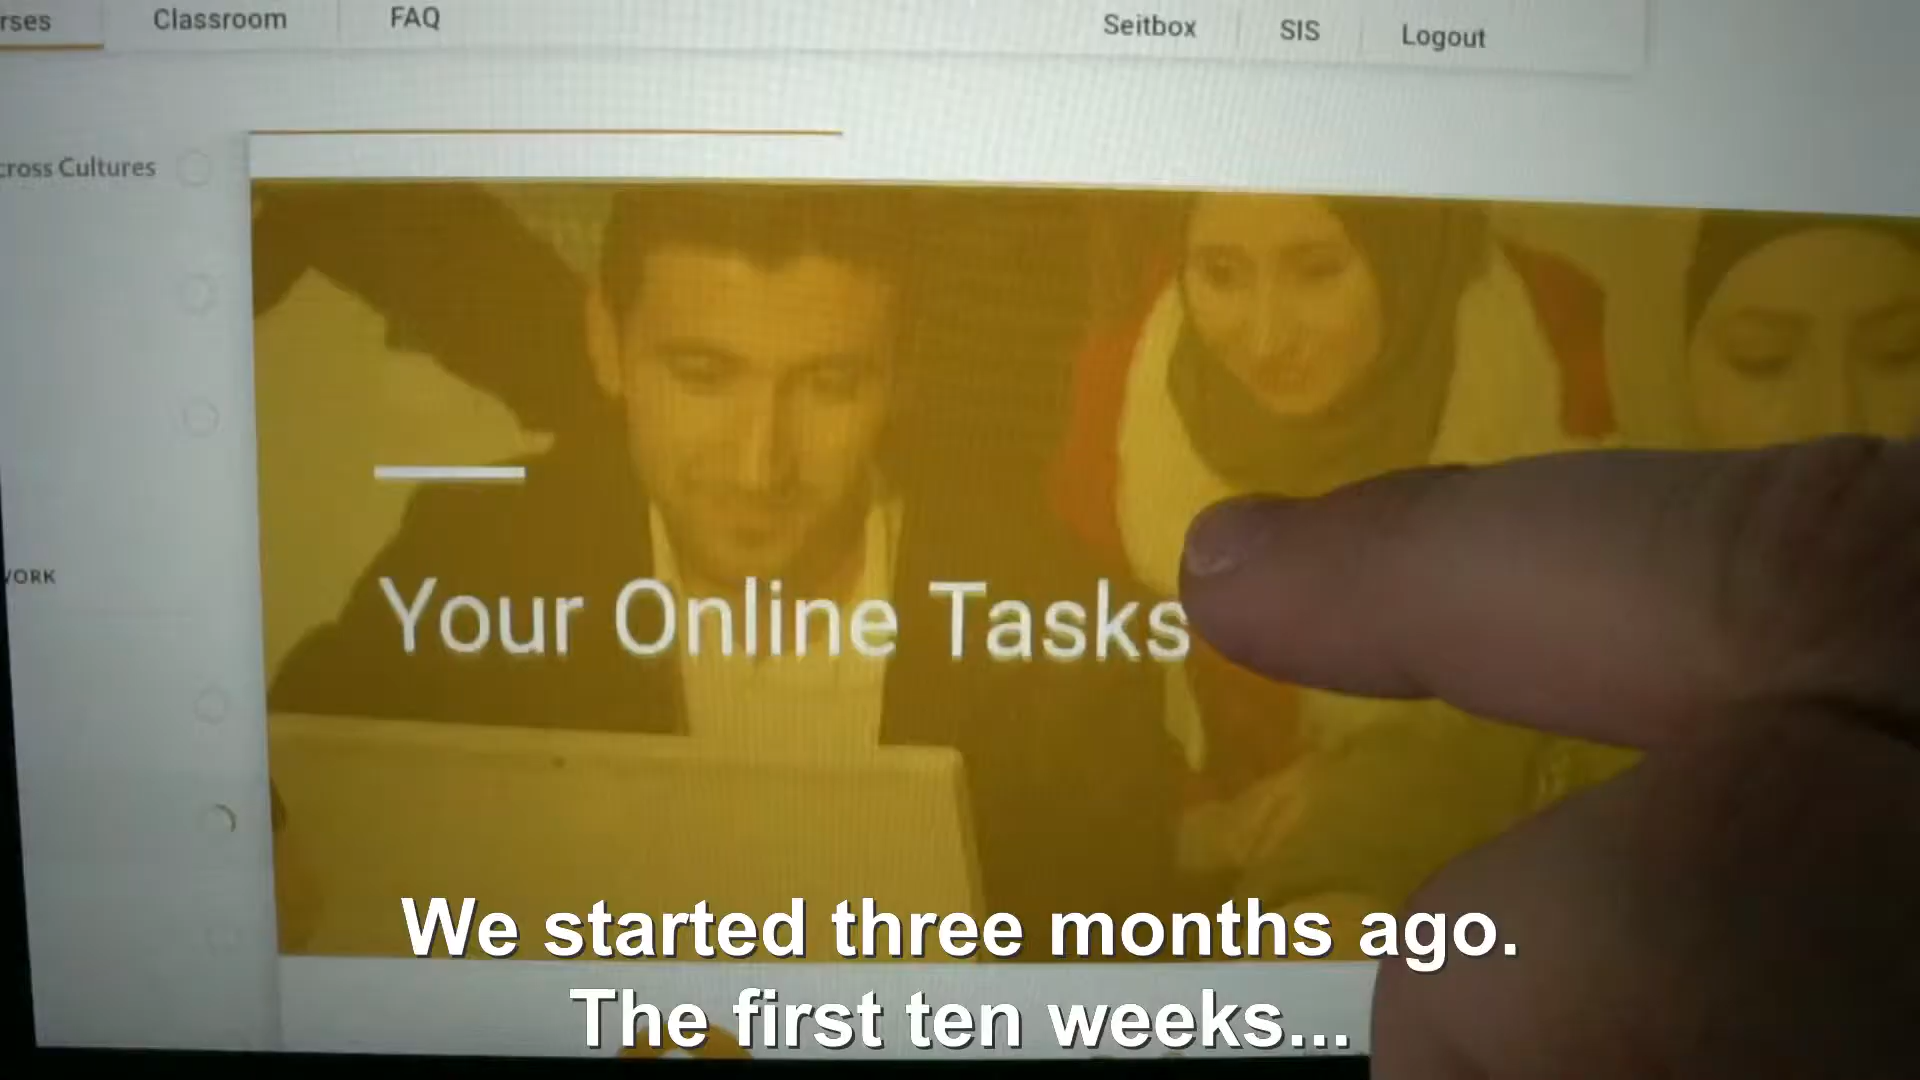 rses Classroom FAQ Seitbox SIS Logout
cross Cultures
Your Online Tasks
WORK
We started three months ago.
The first ten weeks...